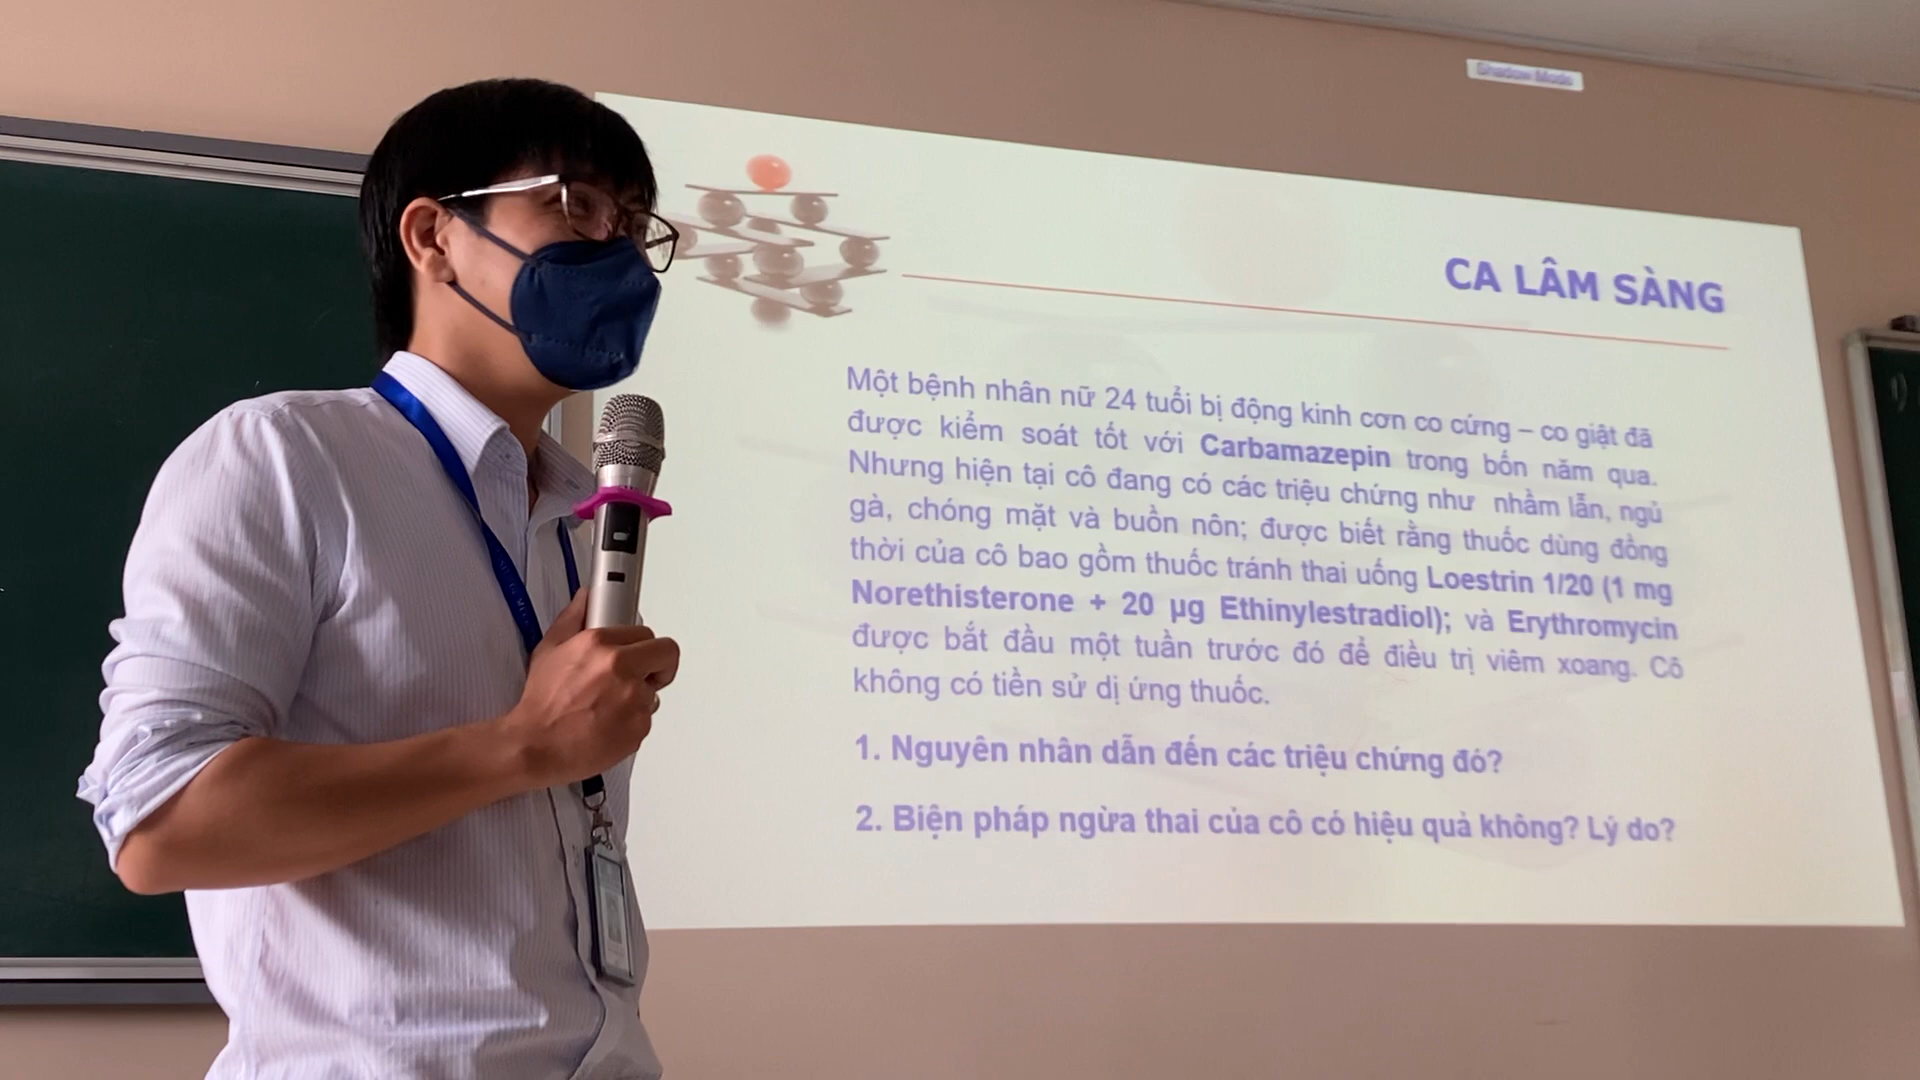 Shadow Mode
CA LÂM SÀNG
Một bệnh nhân nữ 24 tuổi bị động kinh cơn co cứng – co giật đã
được kiểm soát tốt với Carbamazepin trong bốn năm qua.
Nhưng hiện tại cô đang có các triệu chứng như nhầm lẫn, ngủ
gà, chóng mặt và buồn nôn; được biết rằng thuốc dùng đồng
thời của cô bao gồm thuốc tránh thai uống Loestrin 1/20 (1 mg
Norethisterone + 20 µg Ethinylestradiol); và Erythromycin
được bắt đầu một tuần trước đó để điều trị viêm xoang. Cô
không có tiền sử dị ứng thuốc.
1. Nguyên nhân dẫn đến các triệu chứng đó?
2. Biện pháp ngừa thai của cô có hiệu quả không? Lý do?